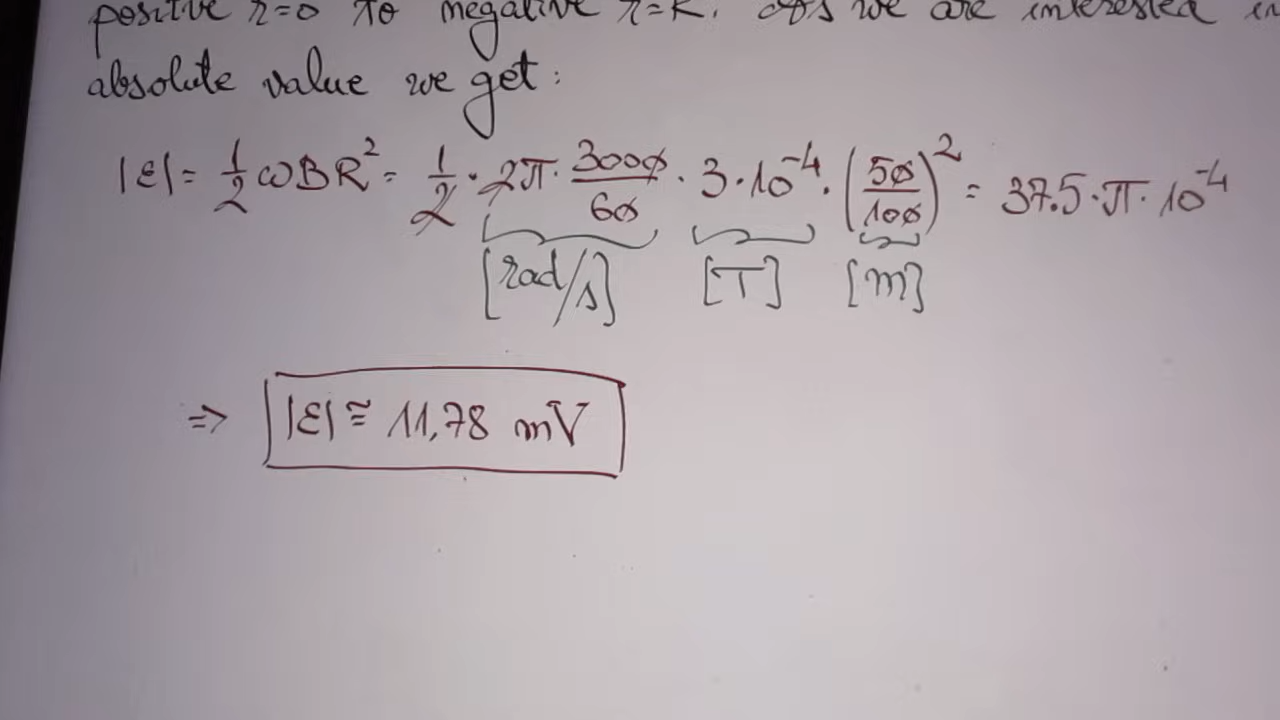 positive r=0 to negative r=R. As we are interested in
absolute value we get:
|ε| = 1/2 ωBR² = 1/2 · 2π · 3000/60 · 3·10⁻⁴ · (50/100)² = 37.5·π·10⁻⁴
[rad/s] [T] [m]
⇒ |ε| ≅ 11,78 mV